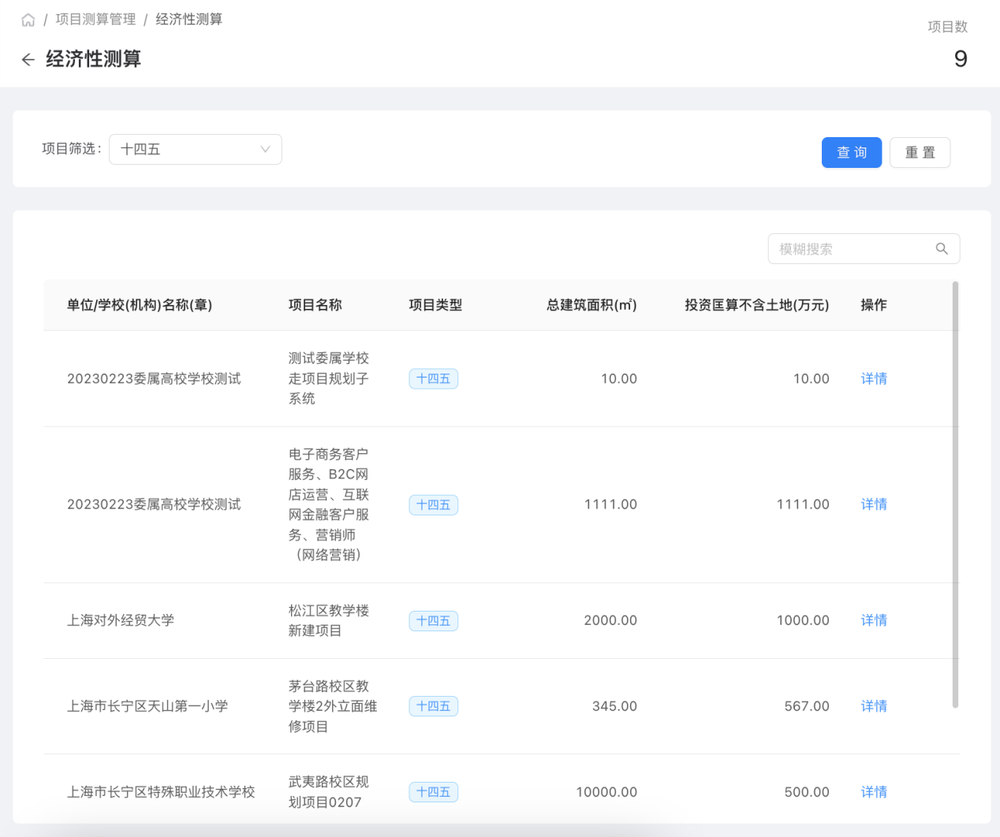 / 项目测算管理 / 经济性测算
项目数
经济性测算
9
项目筛选: 十四五
查 询 重 置
模糊搜索
单位/学校(机构)名称(章) 项目名称 项目类型 总建筑面积(㎡) 投资匡算不含土地(万元) 操作
测试委属学校
20230223委属高校学校测试 走项目规划子 十四五 10.00 10.00 详情
系统
电子商务客户
服务、B2C网
店运营、互联
20230223委属高校学校测试 十四五 1111.00 1111.00 详情
网金融客户服
务、营销师
（网络营销）
松江区教学楼
上海对外经贸大学 十四五 2000.00 1000.00 详情
新建项目
茅台路校区教
上海市长宁区天山第一小学 学楼2外立面维 十四五 345.00 567.00 详情
修项目
武夷路校区规
上海市长宁区特殊职业技术学校 十四五 10000.00 500.00 详情
划项目0207